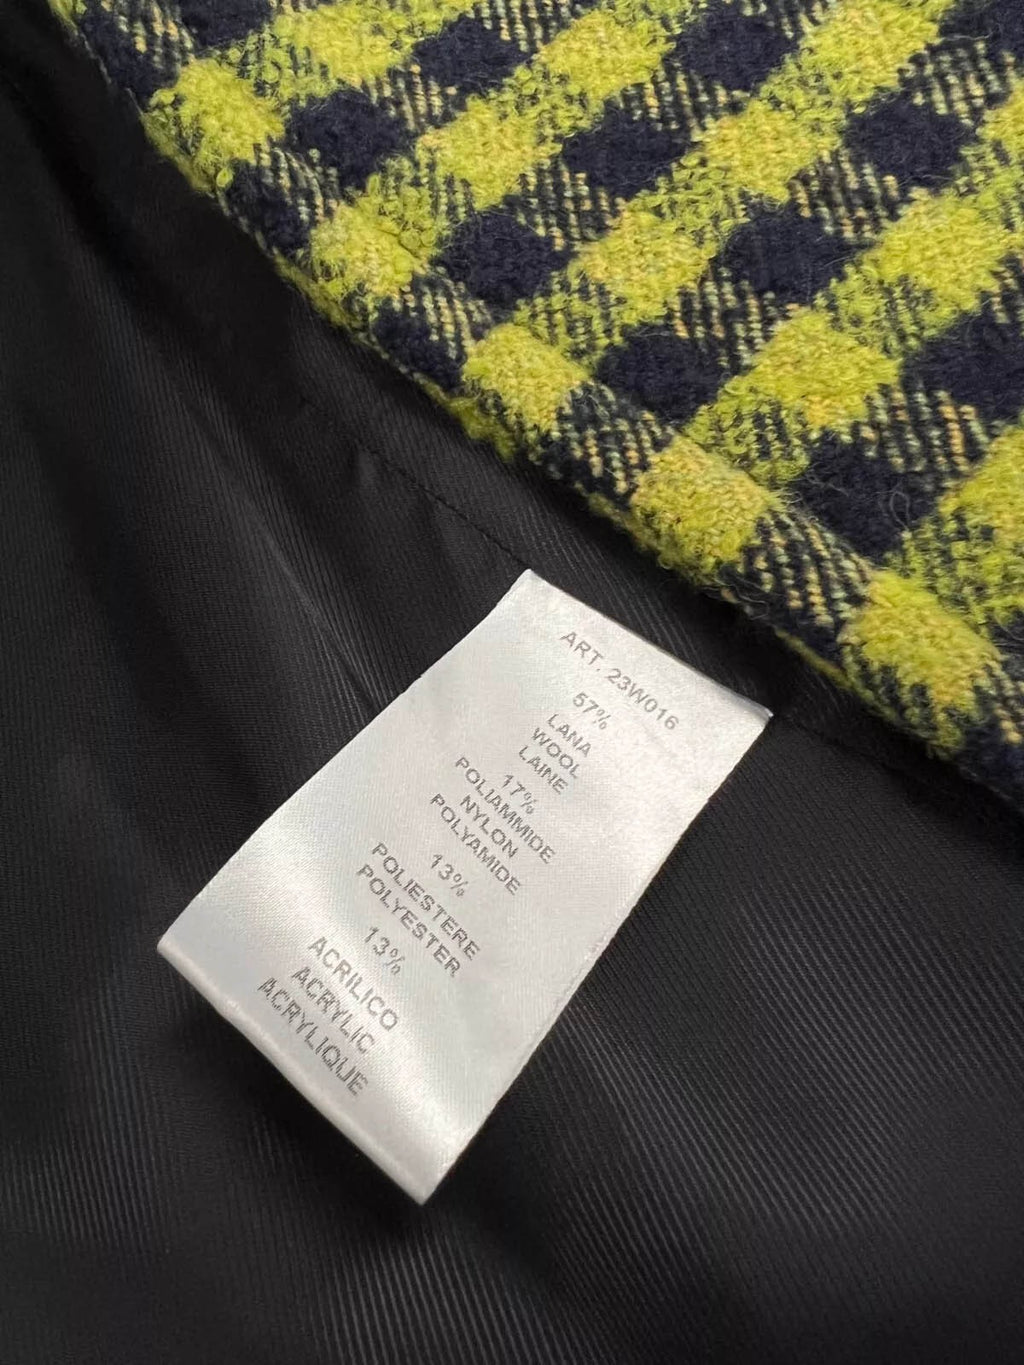 ART. 23W016
57%
LANA
WOOL
LAINE
17%
POLIAMMIDE
NYLON
POLYAMIDE
13%
POLIESTERE
POLYESTER
13%
ACRILICO
ACRYLIC
ACRYLIQUE